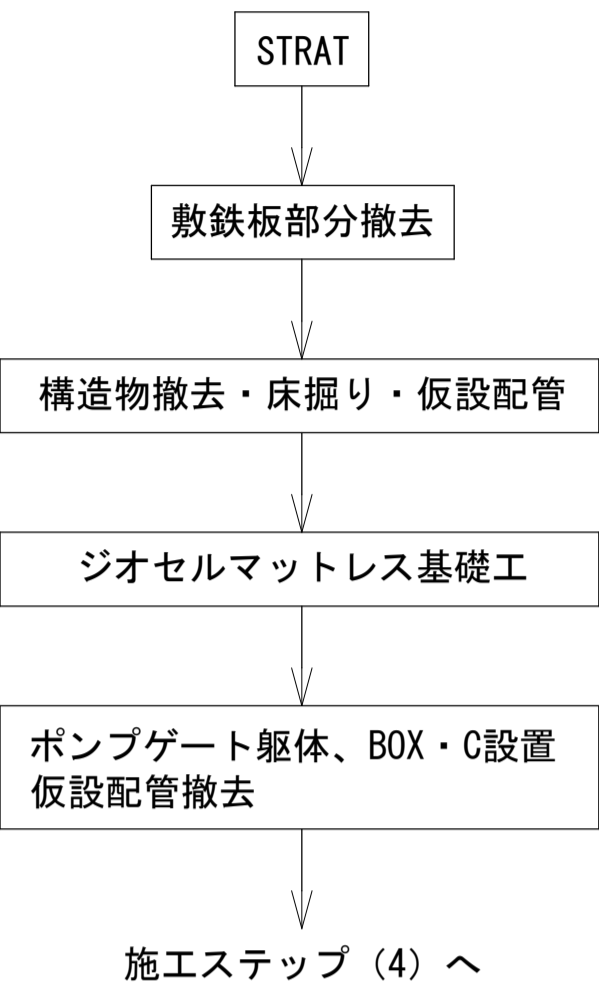 STRAT
敷鉄板部分撤去
構造物撤去・床掘り・仮設配管
ジオセルマットレス基礎工
ポンプゲート躯体、BOX・C設置
仮設配管撤去
施工ステップ（4）へ